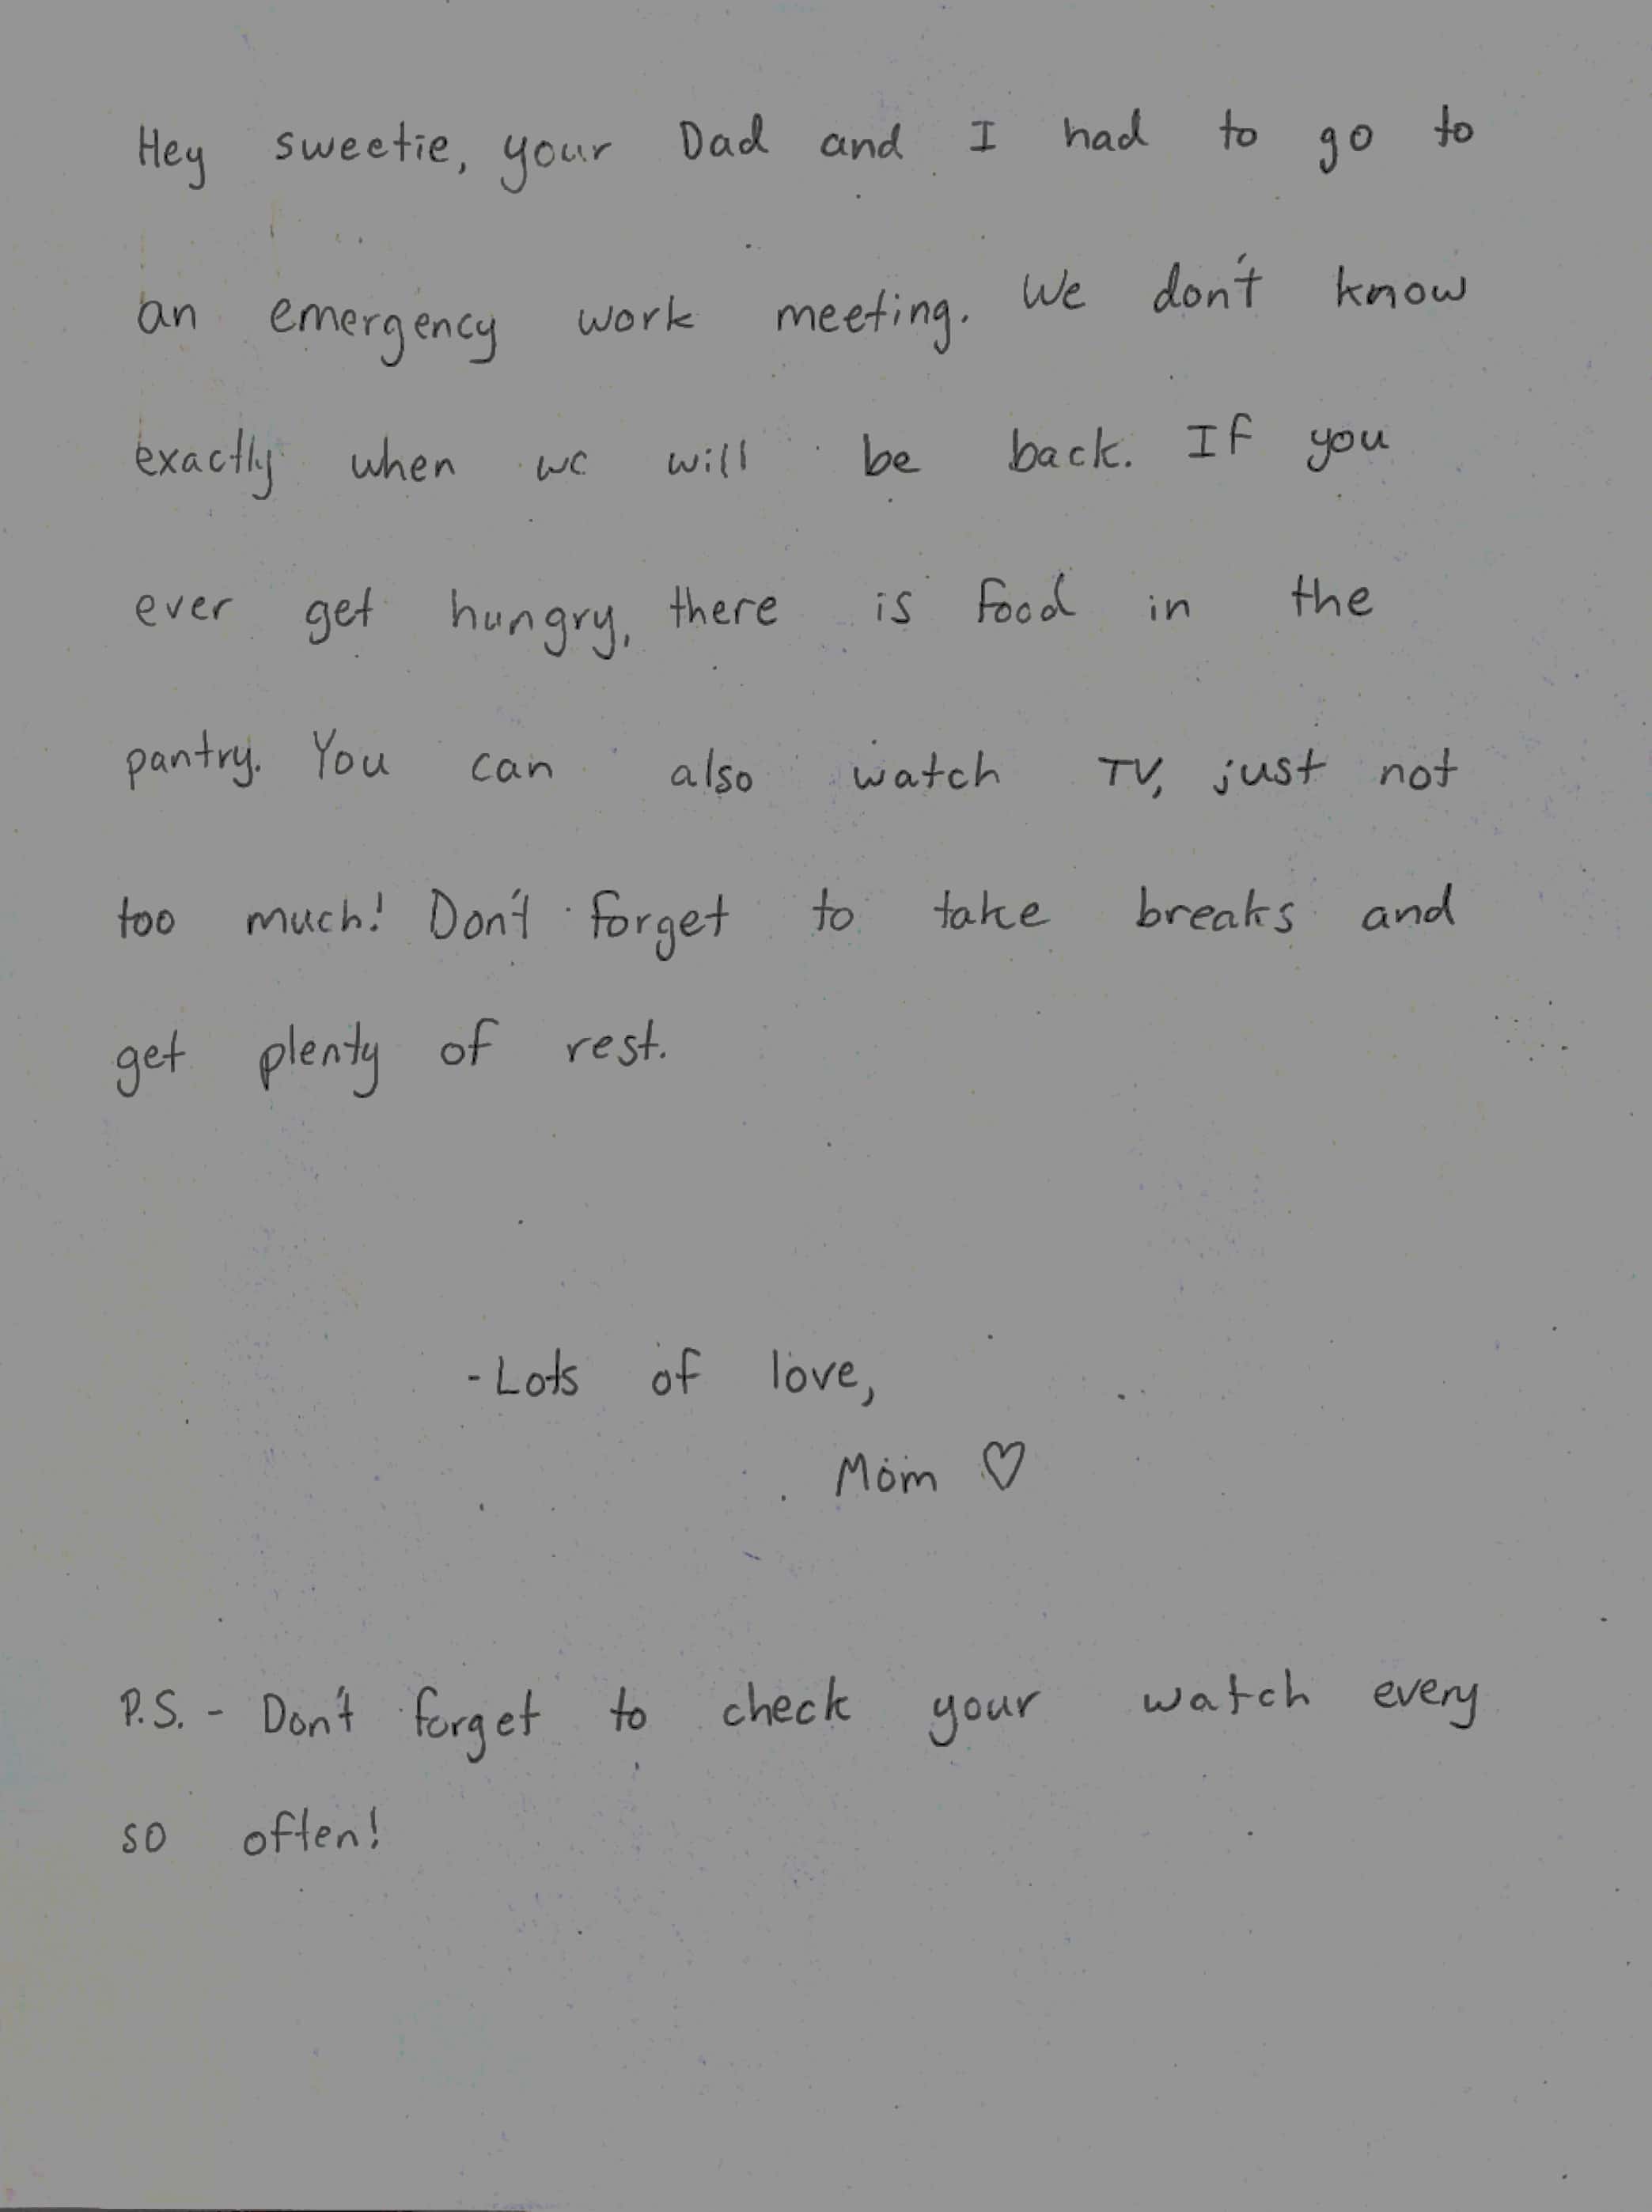 Hey sweetie, your Dad and I had to go to
an emergency work meeting. We don't know
exactly when we will be back. If you
ever get hungry, there is food in the
pantry. You can also watch TV, just not
too much! Don't forget to take breaks and
get plenty of rest.
-Lots of love,
Mom ♡
P.S. - Don't forget to check your watch every
so often!